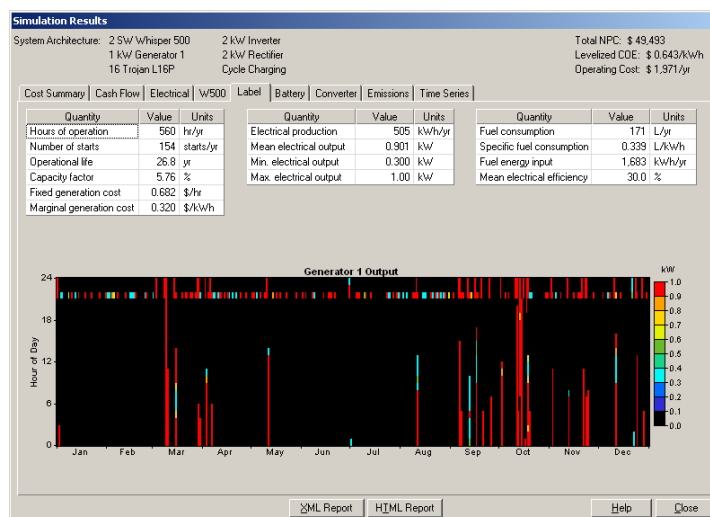 Simulation Results
System Architecture: 2 SW Whisper 500 2 kW Inverter Total NPC: $ 49,493
1 kW Generator 1 2 kW Rectifier Levelized COE: $ 0.643/kWh
16 Trojan L16P Cycle Charging Operating Cost: $ 1,971/yr
Cost Summary Cash Flow Electrical W500 Label Battery Converter Emissions Time Series
Quantity Value Units Quantity Value Units Quantity Value Units
Hours of operation 560 hr/yr Electrical production 505 kWh/yr Fuel consumption 171 L/yr
Number of starts 154 starts/yr Mean electrical output 0.901 kW Specific fuel consumption 0.339 L/kWh
Operational life 26.8 yr Min. electrical output 0.300 kW Fuel energy input 1,683 kWh/yr
Capacity factor 5.76 % Max. electrical output 1.00 kW Mean electrical efficiency 30.0 %
Fixed generation cost 0.682 $/hr
Marginal generation cost 0.320 $/kWh
Generator 1 Output
kW
24
18
12
6
0
Hour of Day
1.0
0.9
0.8
0.7
0.6
0.5
0.4
0.3
0.2
0.1
0.0
Jan Feb Mar Apr May Jun Jul Aug Sep Oct Nov Dec
XML Report HTML Report Help Close